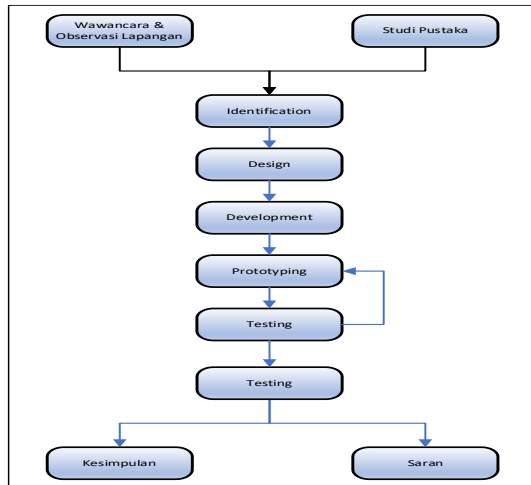 Wawancara &
Observasi Lapangan
Studi Pustaka
Identification
Design
Development
Prototyping
Testing
Testing
Kesimpulan
Saran